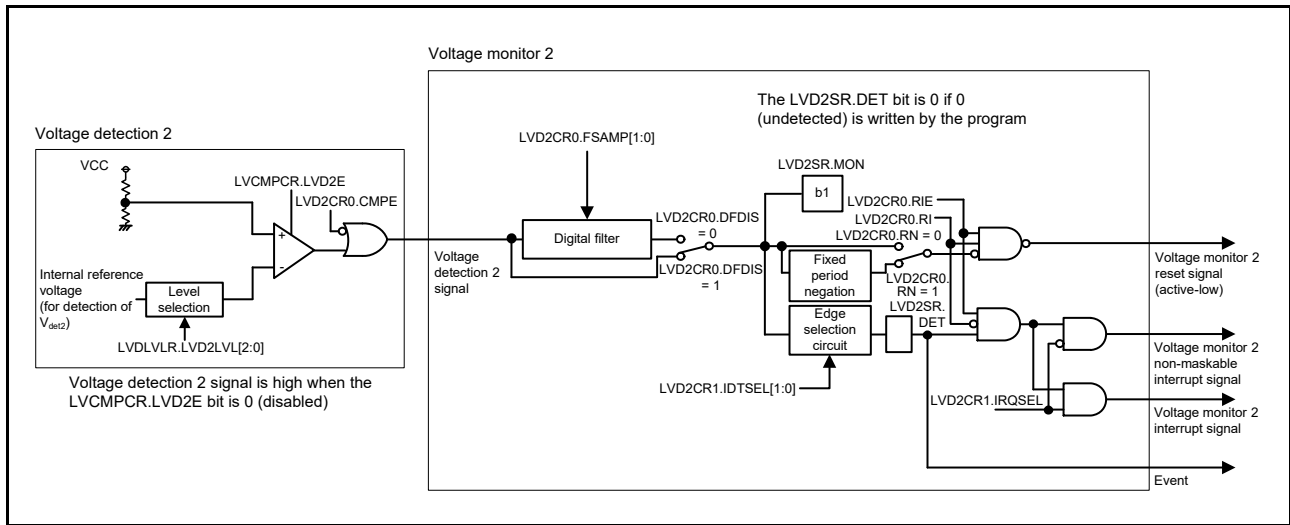 Voltage monitor 2
The LVD2SR.DET bit is 0 if 0
(undetected) is written by the program
Voltage detection 2
VCC
LVCMPCR.LVD2E
LVD2CR0.CMPE
+
-
Internal reference
voltage
(for detection of
Vdet2)
Level
selection
LVDLVLR.LVD2LVL[2:0]
Voltage detection 2 signal is high when the
LVCMPCR.LVD2E bit is 0 (disabled)
LVD2CR0.FSAMP[1:0]
Digital filter
Voltage
detection 2
signal
LVD2CR0.DFDIS
= 0
LVD2CR0.DFDIS
= 1
LVD2SR.MON
b1
LVD2CR0.RIE
LVD2CR0.RI
LVD2CR0.RN = 0
Fixed
period
negation
LVD2CR0.
RN = 1
LVD2SR.
DET
Edge
selection
circuit
LVD2CR1.IDTSEL[1:0]
LVD2CR1.IRQSEL
Voltage monitor 2
reset signal
(active-low)
Voltage monitor 2
non-maskable
interrupt signal
Voltage monitor 2
interrupt signal
Event